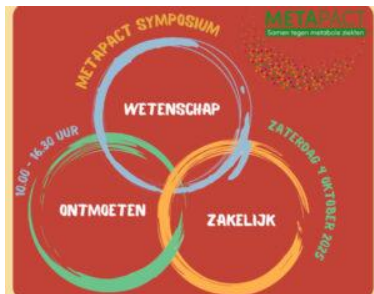 METAPACT
Samen tegen metabole ziekten
METAPACT SYMPOSIUM
WETENSCHAP
10.00 - 16.30 UUR
ZATERDAG 4 OKTOBER 2025
ONTMOETEN
ZAKELIJK